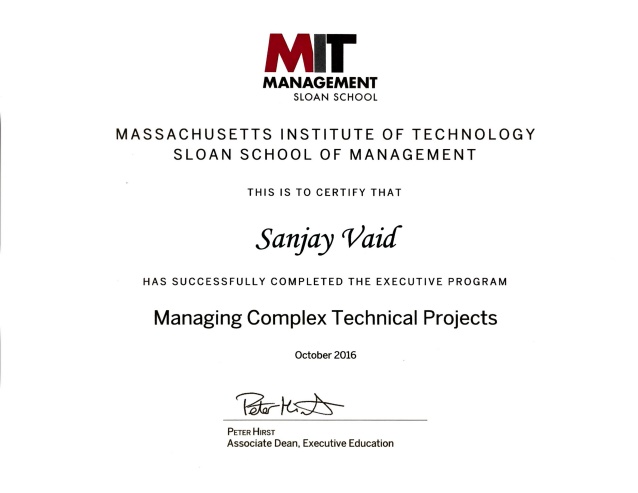 MIT
MANAGEMENT
SLOAN SCHOOL
MASSACHUSETTS INSTITUTE OF TECHNOLOGY
SLOAN SCHOOL OF MANAGEMENT
THIS IS TO CERTIFY THAT
Sanjay Vaid
HAS SUCCESSFULLY COMPLETED THE EXECUTIVE PROGRAM
Managing Complex Technical Projects
October 2016
Peter Hirst
PETER HIRST
Associate Dean, Executive Education